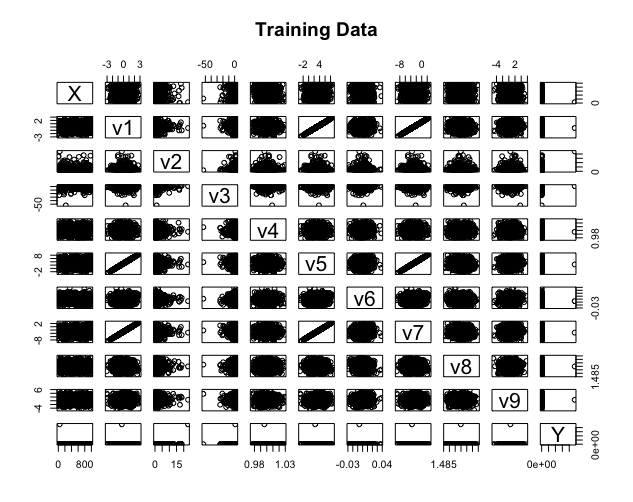 Training Data
-3 0 3 -50 0 -2 4 -8 0 -4 2
X 0
-3 2 v1
v2 0
-50 v3
v4 0.98
-2 8 v5
v6 -0.03
-8 2 v7
v8 1.485
-4 6 v9
Y 0e+00
0 800 0 15 0.98 1.03 -0.03 0.04 1.485 0e+00